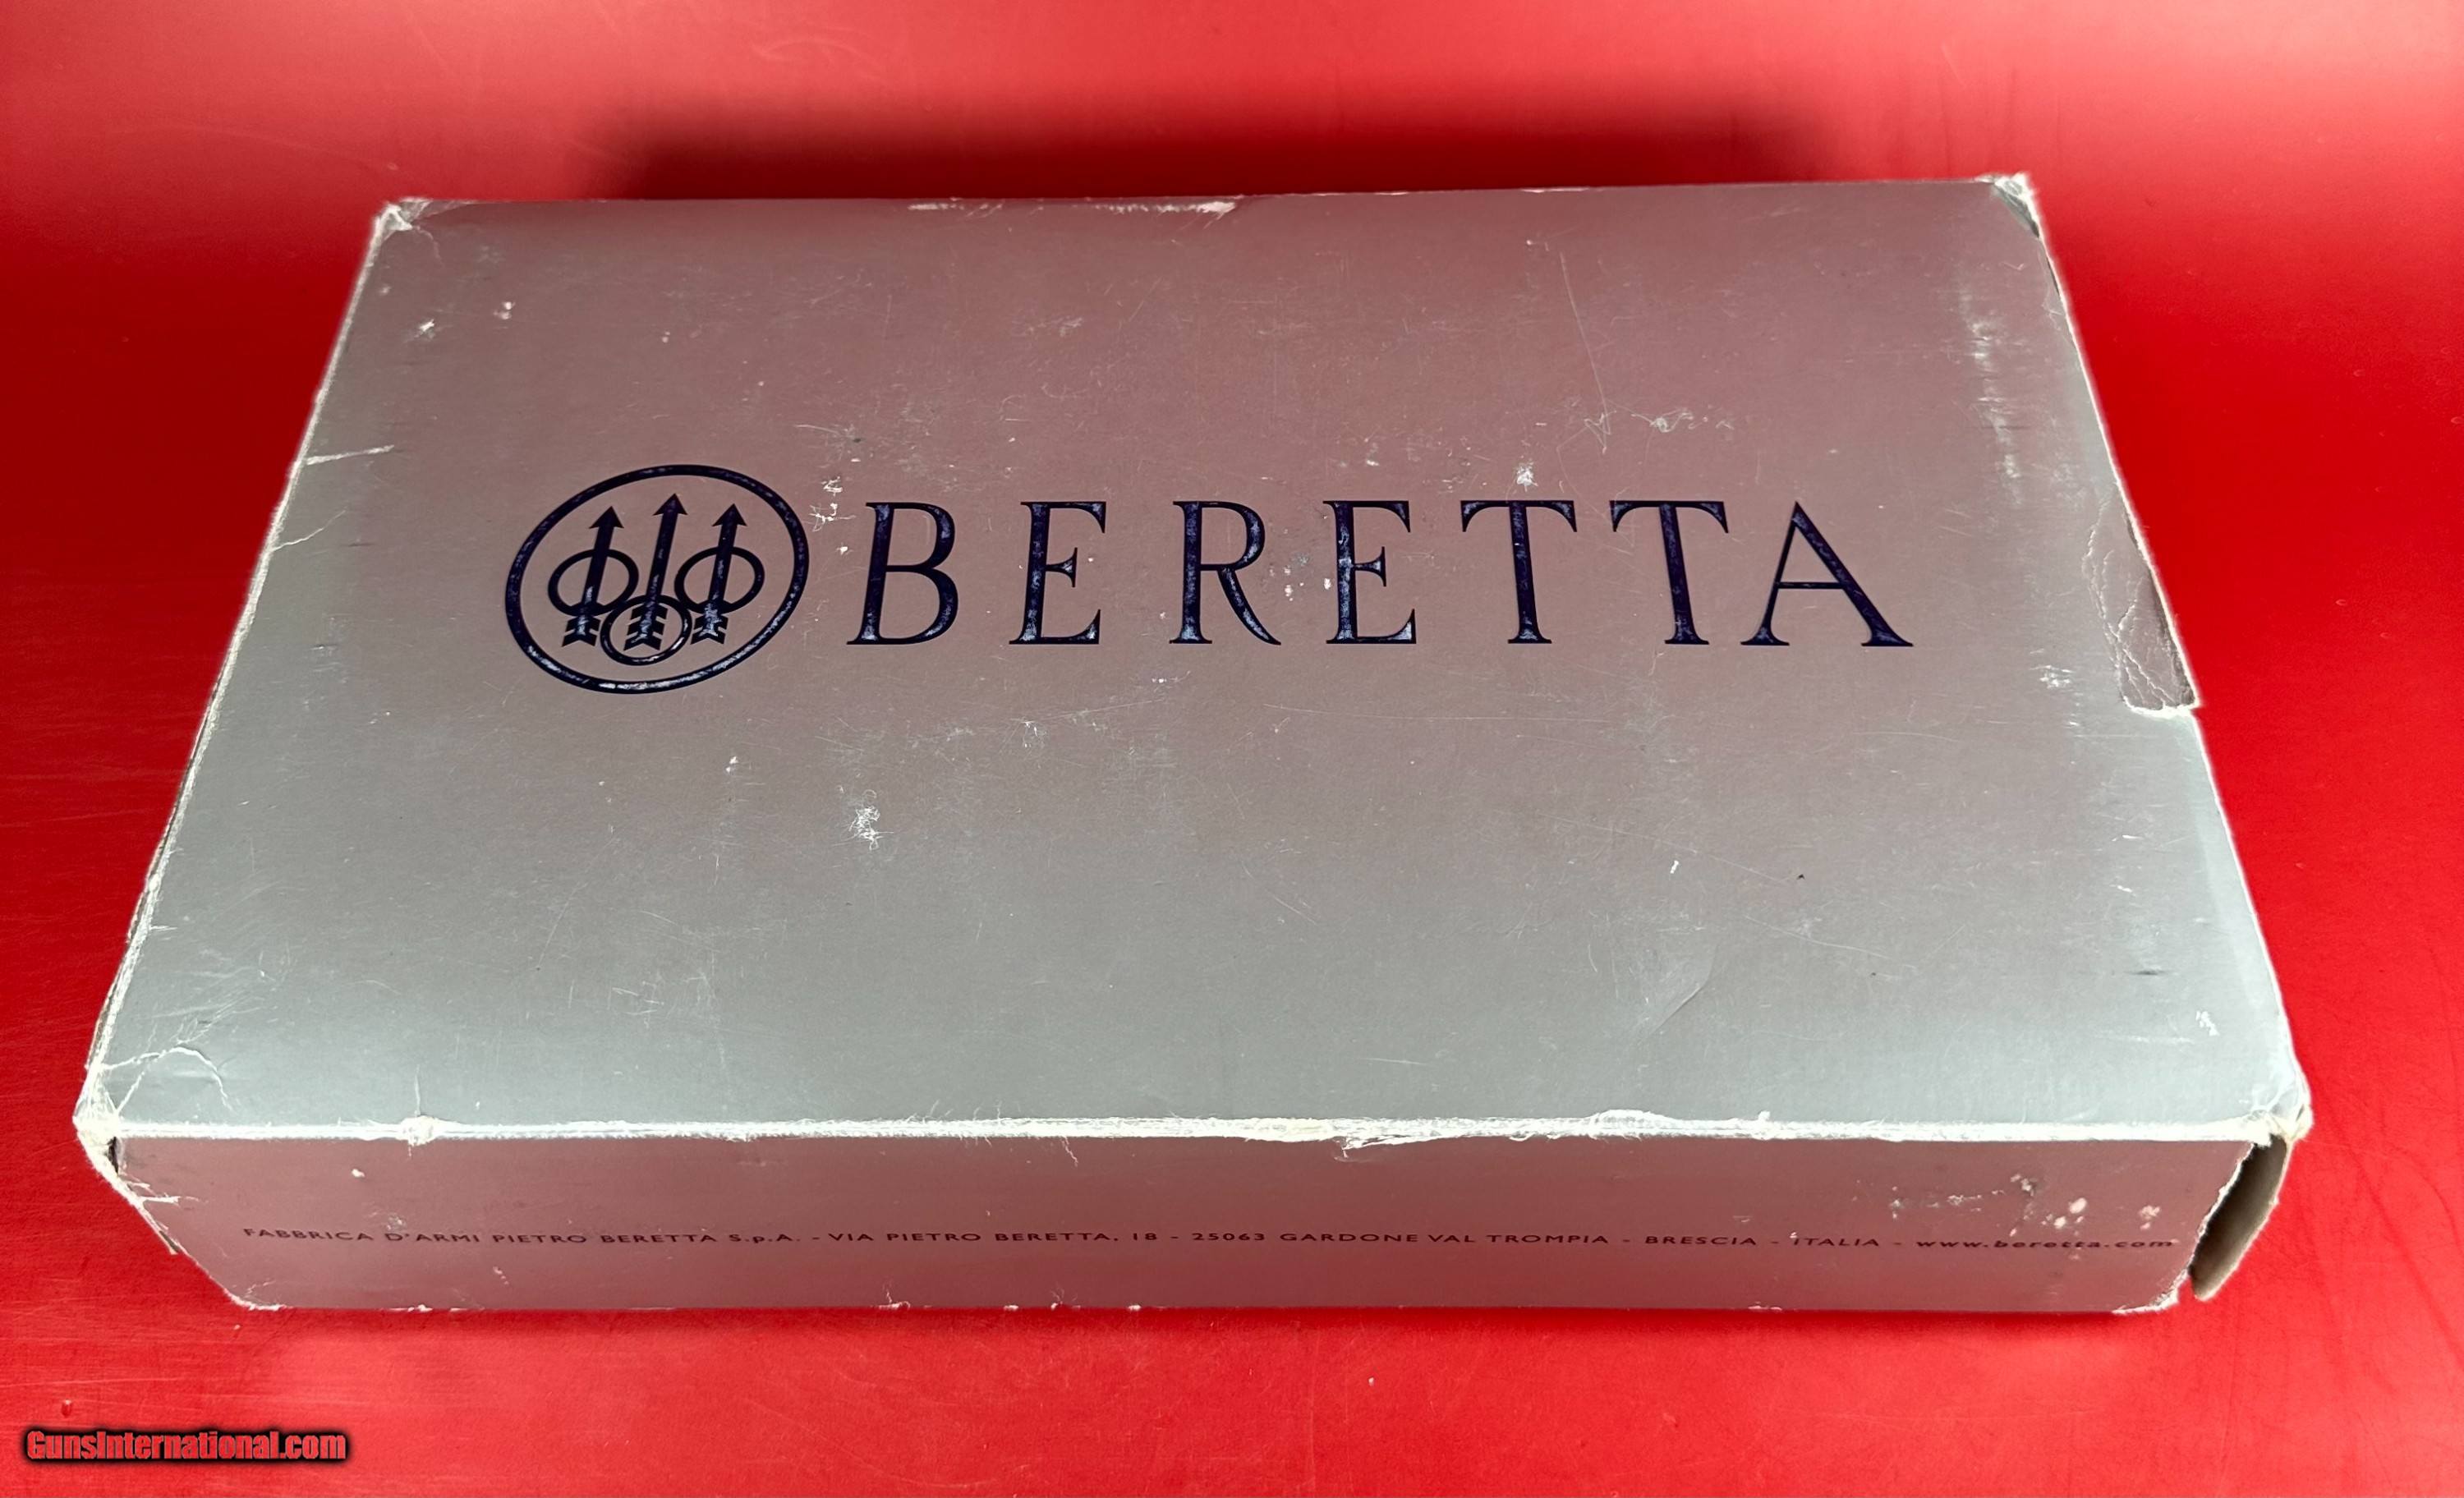 BERETTA
FABBRICA D'ARMI PIETRO BERETTA S.p.A. - VIA PIETRO BERETTA, 18 - 25063 GARDONE VAL TROMPIA - BRESCIA - ITALIA - www.beretta.com
GunsInternational.com